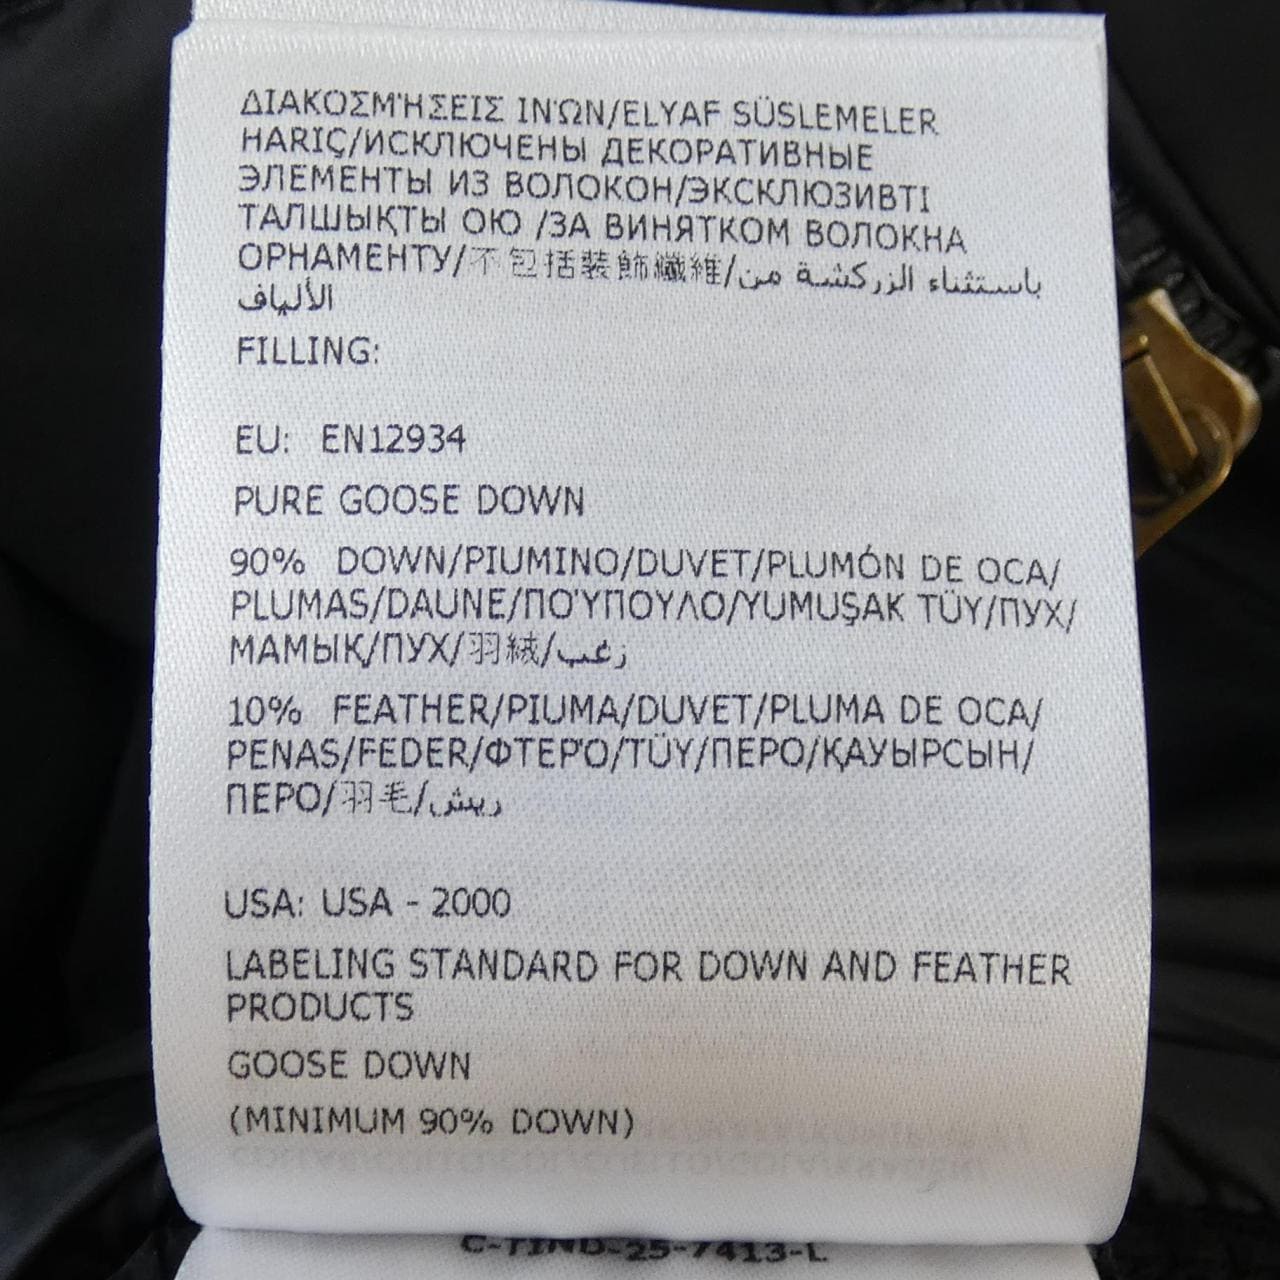 ΔΙΑΚΟΣΜΉΣΕΙΣ ΙΝΏΝ/ELYAF SÜSLEMELER
HARIÇ/ИСКЛЮЧЕНЫ ДЕКОРАТИВНЫЕ
ЭЛЕМЕНТЫ ИЗ ВОЛОКОН/ЭКСКЛЮЗИВТІ
ТАЛШЫҚТЫ ОЮ /ЗА ВИНЯТКОМ ВОЛОКНА
ОРНАМЕНТУ/不包括裝飾纖維/باستثناء الزركشة من
الألياف
FILLING:
EU: EN12934
PURE GOOSE DOWN
90% DOWN/PIUMINO/DUVET/PLUMÓN DE OCA/
PLUMAS/DAUNE/ΠΟΎΠΟΥΛΟ/YUMUŞAK TÜY/ПУХ/
МАМЫҚ/ПУХ/羽絨/زغب
10% FEATHER/PIUMA/DUVET/PLUMA DE OCA/
PENAS/FEDER/ΦΤΕΡΌ/TÜY/ПЕРО/ҚАУЫРСЫН/
ПЕРО/羽毛/ريش
USA: USA - 2000
LABELING STANDARD FOR DOWN AND FEATHER
PRODUCTS
GOOSE DOWN
(MINIMUM 90% DOWN)
C-TIND-25-7413-L